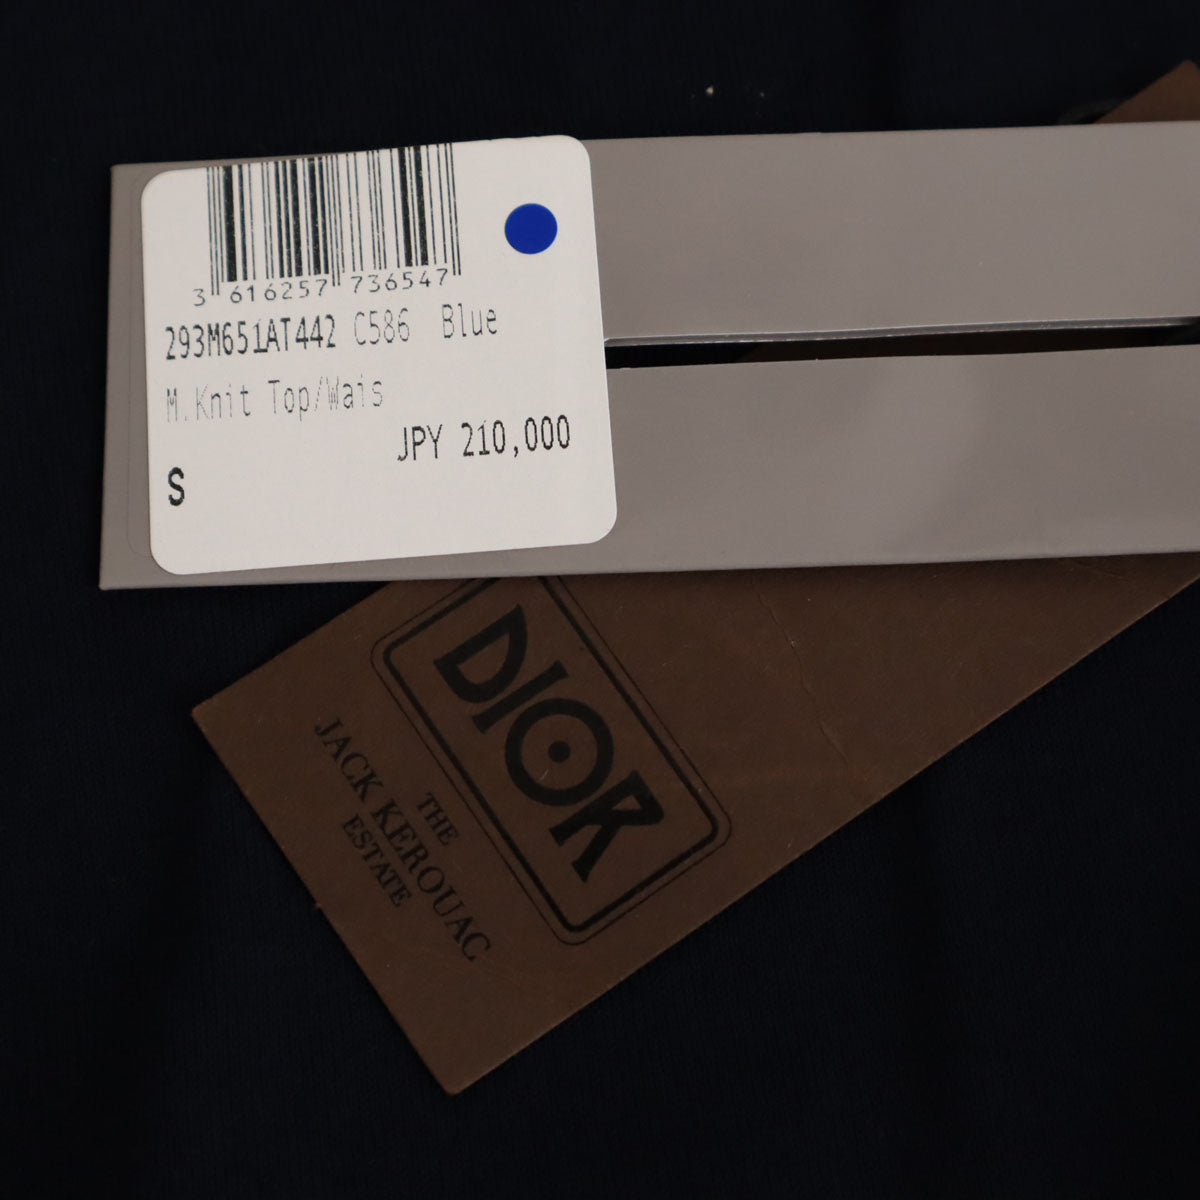 3 616257 736547
293M651AT442 C586 Blue
M.Knit Top/Wais
JPY 210,000
S
DIOR
THE
JACK KEROUAC
ESTATE